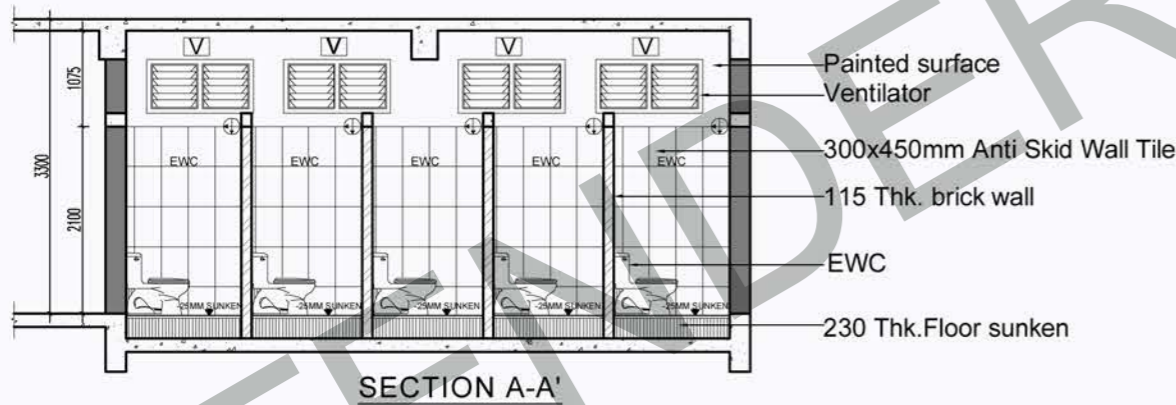 V V V V
1075
3300
2100
EWC EWC EWC EWC EWC
-25MM SUNKEN -25MM SUNKEN -25MM SUNKEN -25MM SUNKEN -25MM SUNKEN
Painted surface
Ventilator
300x450mm Anti Skid Wall Tile
115 Thk. brick wall
EWC
230 Thk.Floor sunken
SECTION A-A'
TENDER